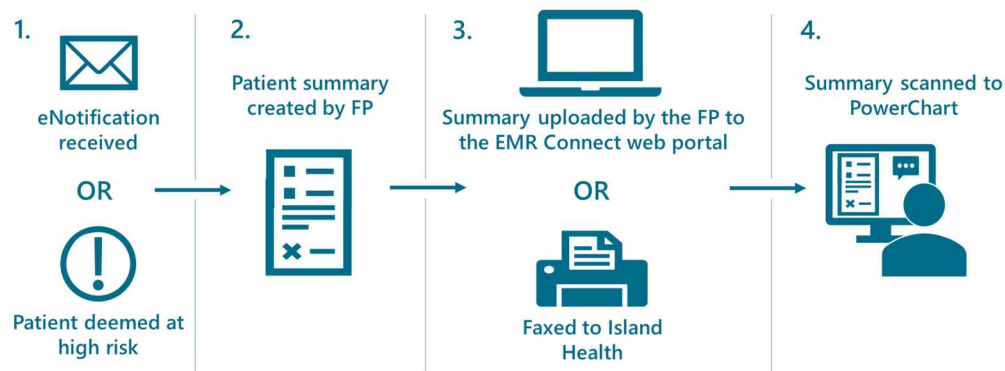 1.
eNotification
received
OR
Patient deemed at
high risk
2.
Patient summary
created by FP
3.
Summary uploaded by the FP to
the EMR Connect web portal
OR
Faxed to Island
Health
4.
Summary scanned to
PowerChart